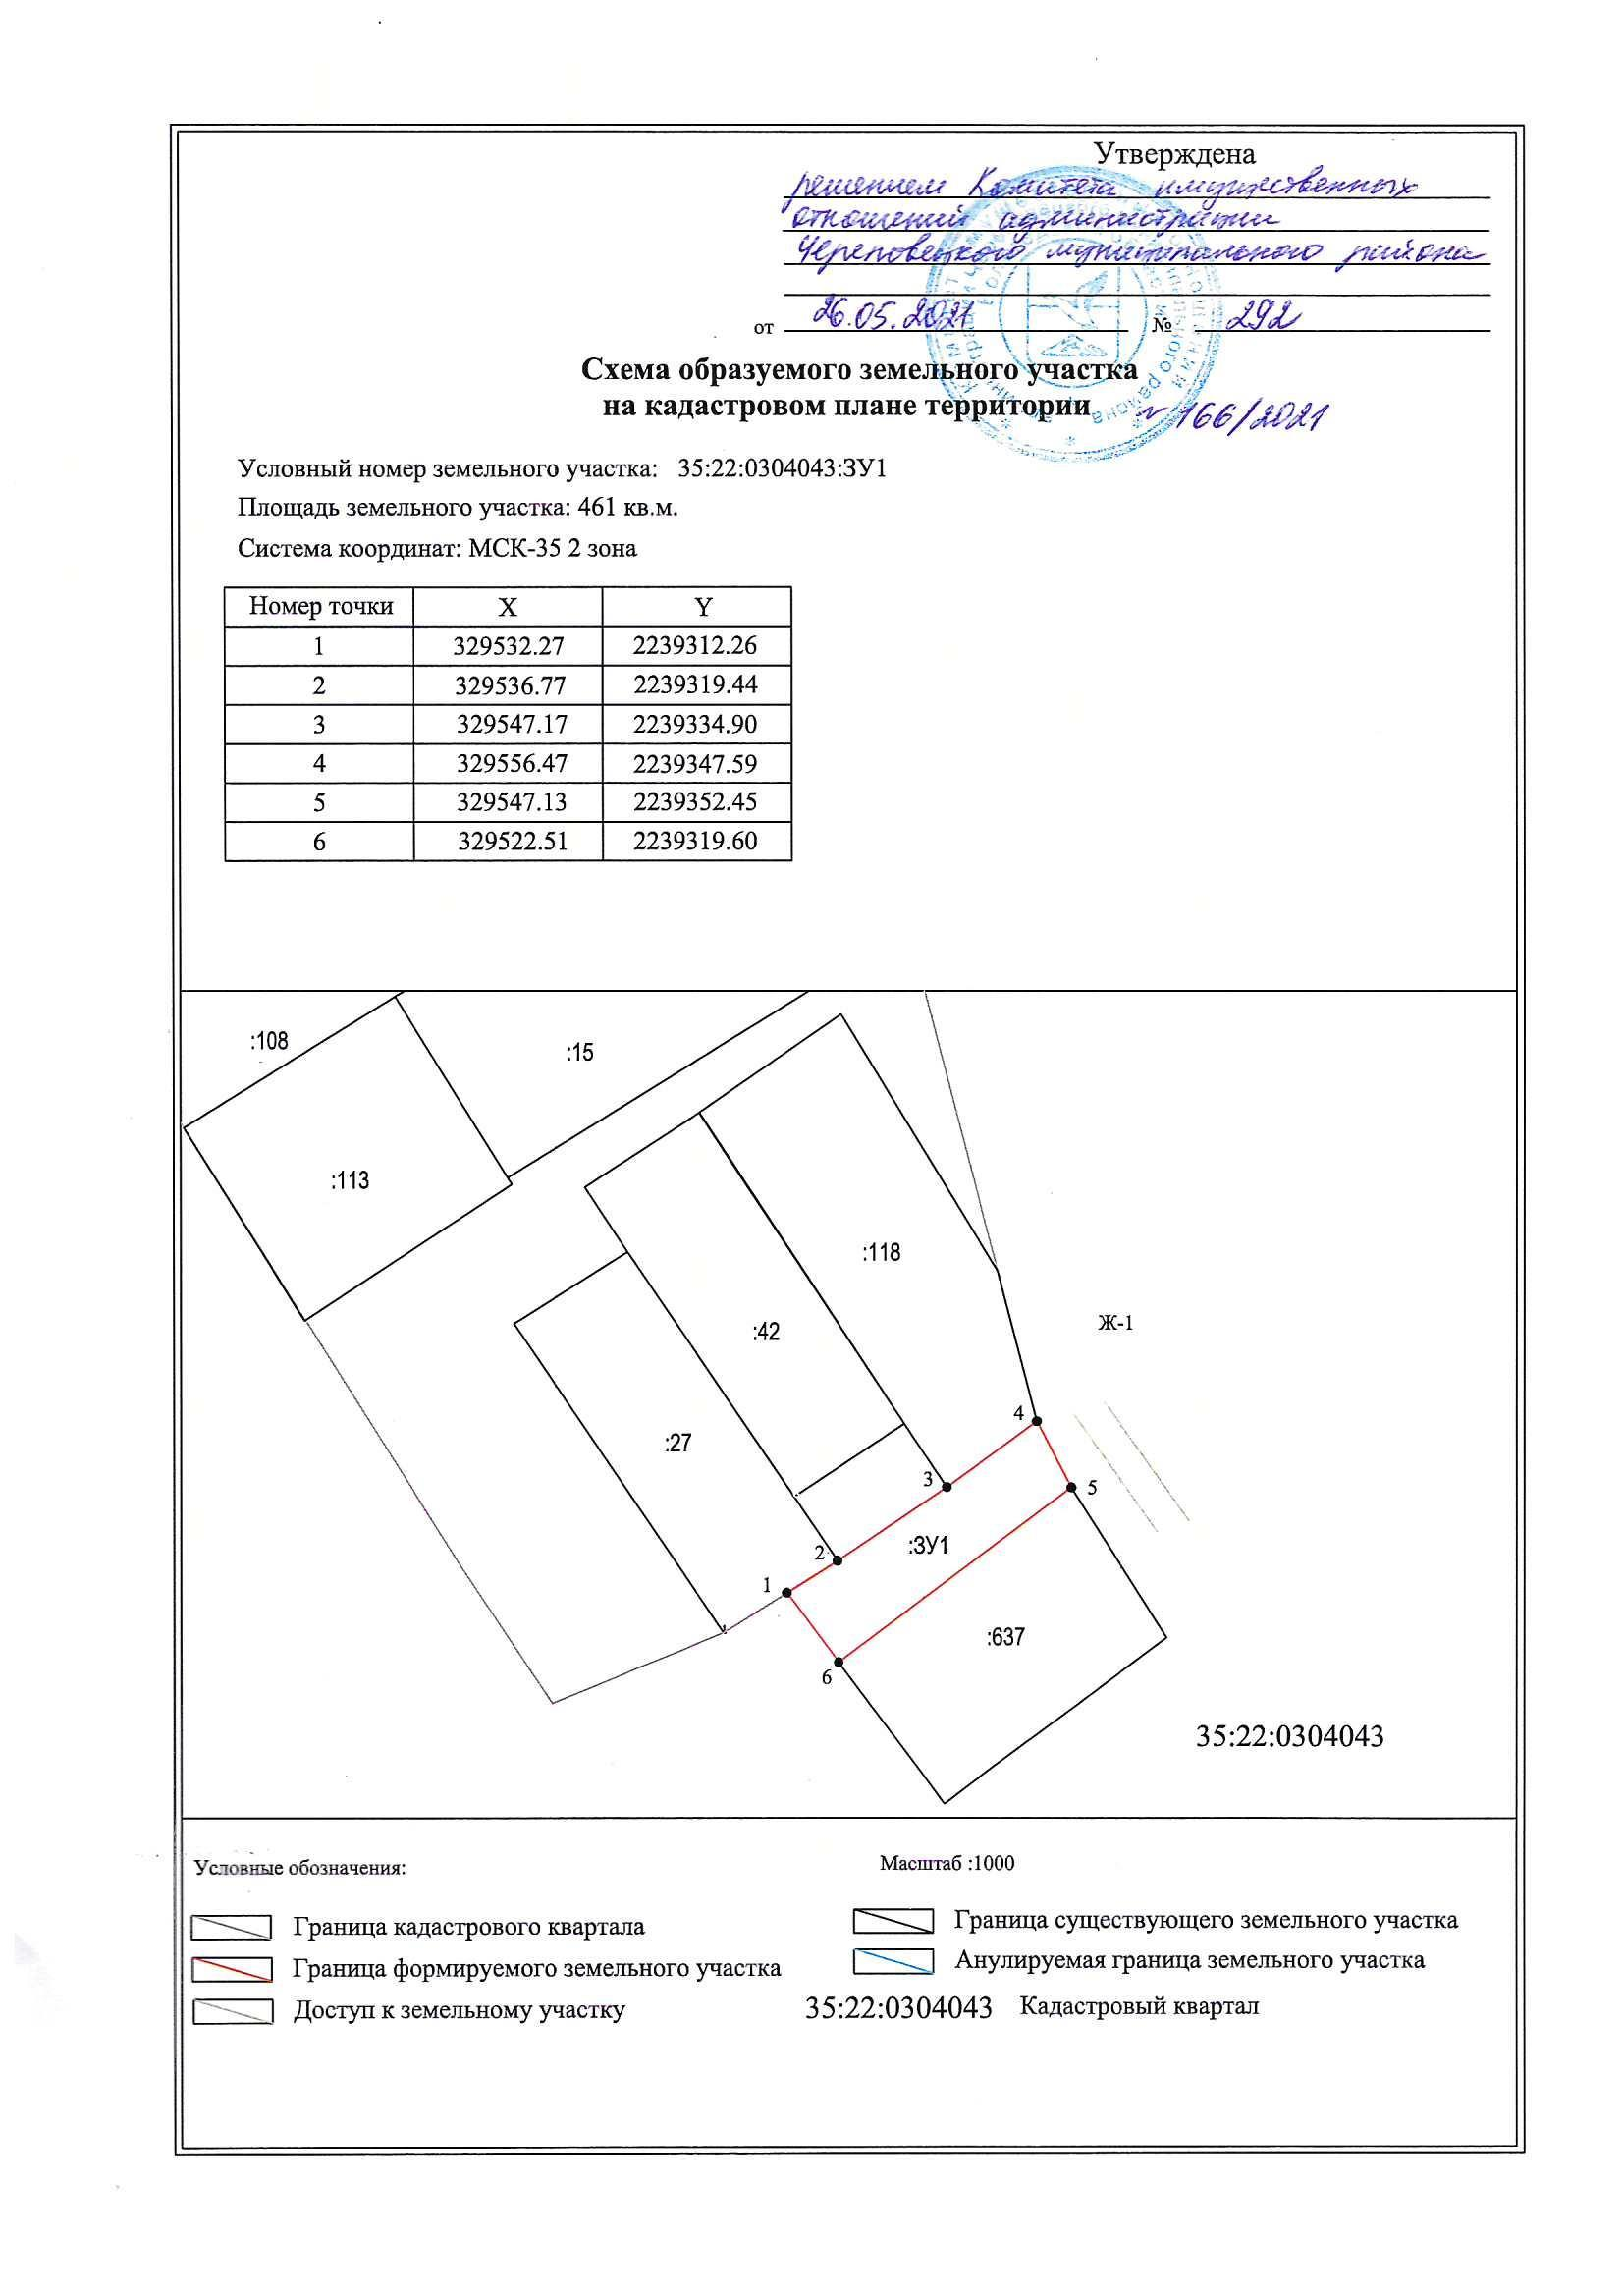 Утверждена
решением Комитета имущественных
отношений администрации
Череповецкого муниципального района
от 26.05.2021 № 292
Схема образуемого земельного участка
на кадастровом плане территории
№ 166/2021
Условный номер земельного участка: 35:22:0304043:ЗУ1
Площадь земельного участка: 461 кв.м.
Система координат: МСК-35 2 зона
Номер точки X Y
1 329532.27 2239312.26
2 329536.77 2239319.44
3 329547.17 2239334.90
4 329556.47 2239347.59
5 329547.13 2239352.45
6 329522.51 2239319.60
:108
:15
:113
:118
Ж-1
:42
4
:27
3
5
2
:ЗУ1
1
:637
6
35:22:0304043
Условные обозначения:
Масштаб :1000
Граница кадастрового квартала
Граница существующего земельного участка
Граница формируемого земельного участка
Анулируемая граница земельного участка
Доступ к земельному участку
35:22:0304043 Кадастровый квартал